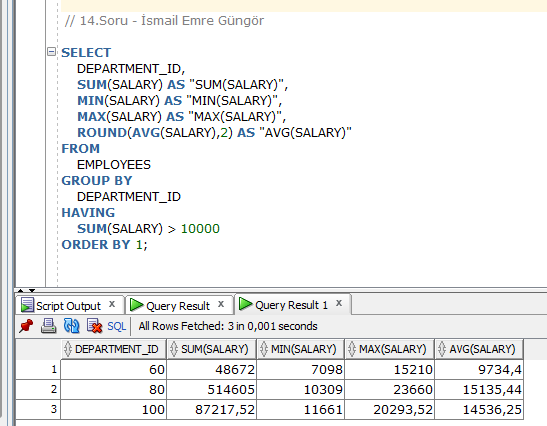 // 14.Soru - İsmail Emre Güngör
SELECT
DEPARTMENT_ID,
SUM(SALARY) AS "SUM(SALARY)",
MIN(SALARY) AS "MIN(SALARY)",
MAX(SALARY) AS "MAX(SALARY)",
ROUND(AVG(SALARY),2) AS "AVG(SALARY)"
FROM
EMPLOYEES
GROUP BY
DEPARTMENT_ID
HAVING
SUM(SALARY) > 10000
ORDER BY 1;
Script Output x Query Result x Query Result 1 x
SQL All Rows Fetched: 3 in 0,001 seconds
DEPARTMENT_ID SUM(SALARY) MIN(SALARY) MAX(SALARY) AVG(SALARY)
1 60 48672 7098 15210 9734,4
2 80 514605 10309 23660 15135,44
3 100 87217,52 11661 20293,52 14536,25